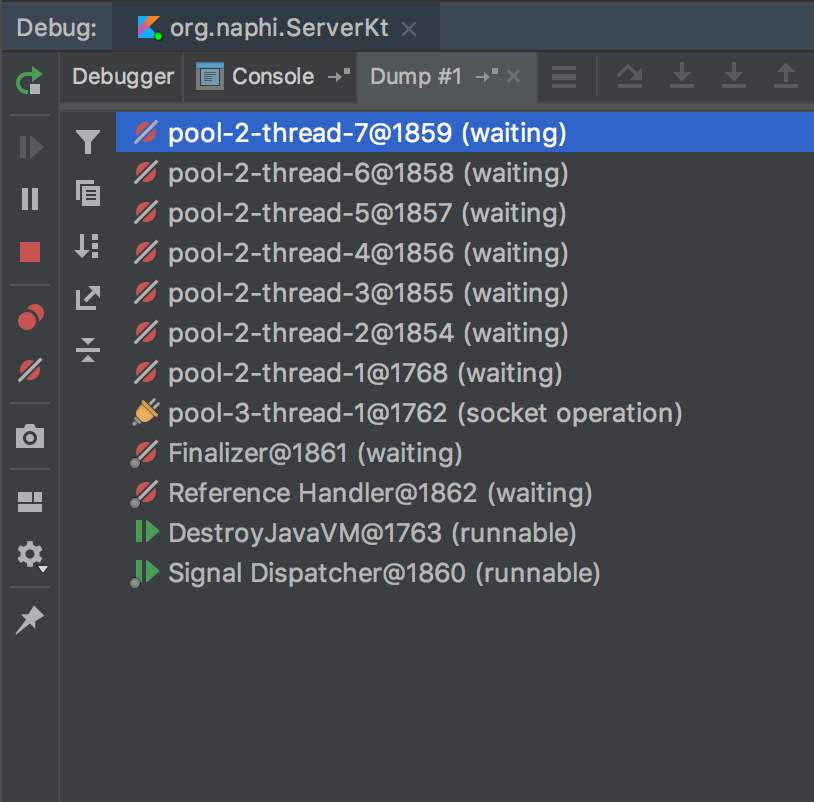 Debug: org.naphi.ServerKt
Debugger Console Dump #1
pool-2-thread-7@1859 (waiting)
pool-2-thread-6@1858 (waiting)
pool-2-thread-5@1857 (waiting)
pool-2-thread-4@1856 (waiting)
pool-2-thread-3@1855 (waiting)
pool-2-thread-2@1854 (waiting)
pool-2-thread-1@1768 (waiting)
pool-3-thread-1@1762 (socket operation)
Finalizer@1861 (waiting)
Reference Handler@1862 (waiting)
DestroyJavaVM@1763 (runnable)
Signal Dispatcher@1860 (runnable)